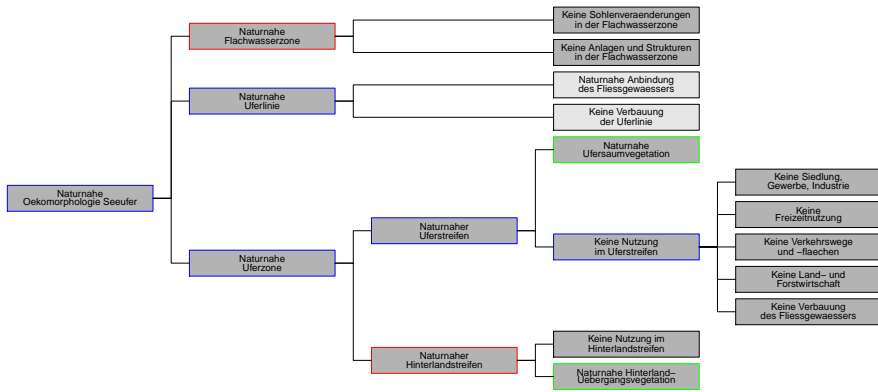 Naturnahe
Oekomorphologie Seeufer
Naturnahe
Flachwasserzone
Keine Sohlenveraenderungen
in der Flachwasserzone
Keine Anlagen und Strukturen
in der Flachwasserzone
Naturnahe
Uferlinie
Naturnahe Anbindung
des Fliessgewaessers
Keine Verbauung
der Uferlinie
Naturnahe
Uferzone
Naturnaher
Uferstreifen
Naturnahe
Ufersaumvegetation
Keine Nutzung
im Uferstreifen
Keine Siedlung,
Gewerbe, Industrie
Keine
Freizeitnutzung
Keine Verkehrswege
und −flaechen
Keine Land− und
Forstwirtschaft
Keine Verbauung
des Fliessgewaessers
Naturnaher
Hinterlandstreifen
Keine Nutzung im
Hinterlandstreifen
Naturnahe Hinterland−
Uebergangsvegetation